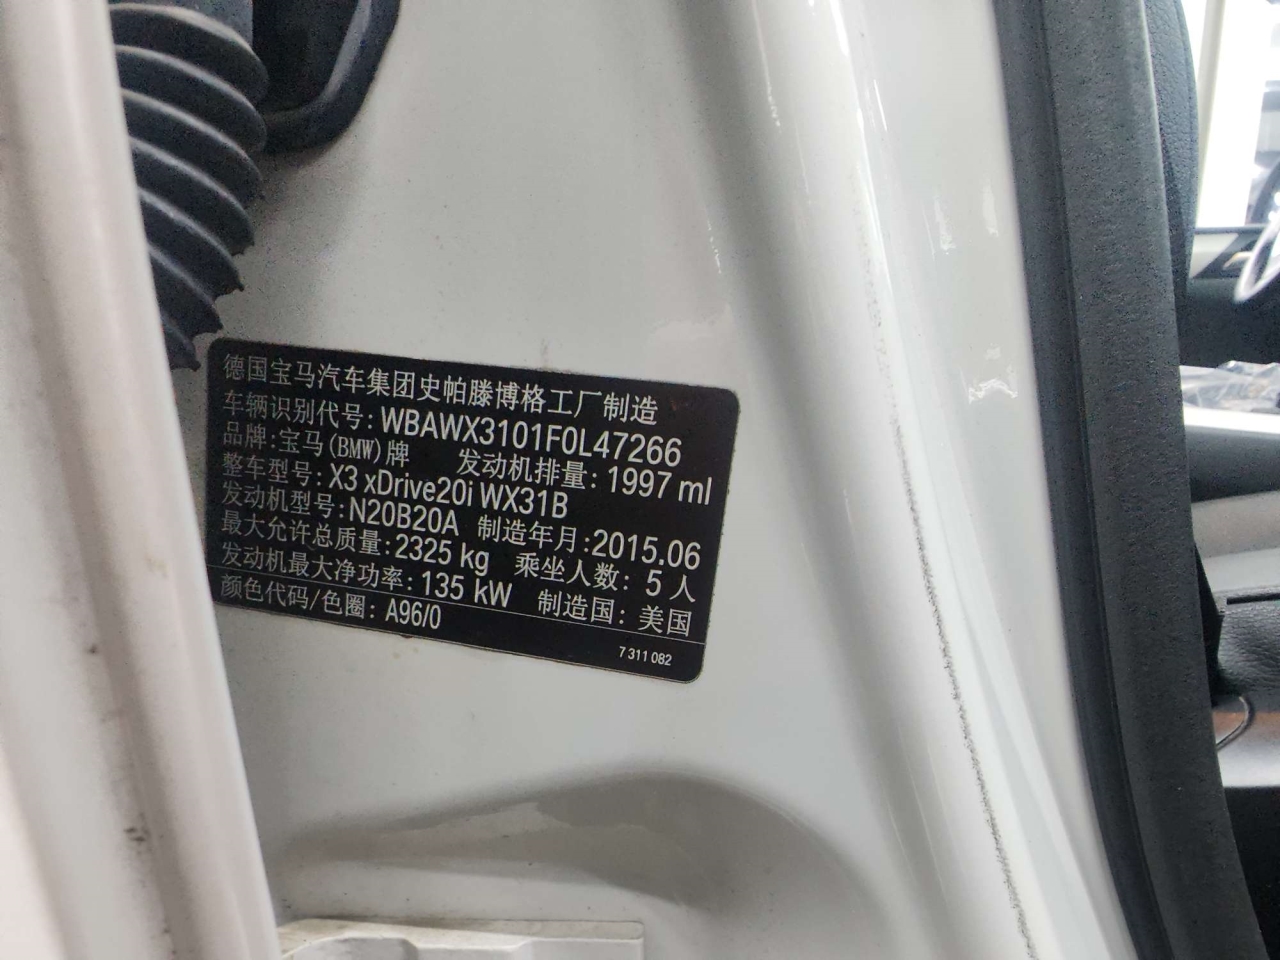 德国宝马汽车集团史帕滕博格工厂制造
车辆识别代号: WBAWX3101F0L47266
品牌:宝马(BMW)牌 发动机排量: 1997 ml
整车型号: X3 xDrive20i WX31B
发动机型号: N20B20A 制造年月:2015.06
最大允许总质量:2325 kg 乘坐人数: 5 人
发动机最大净功率: 135 kW 制造国: 美国
颜色代码/色圈: A96/0
7 311 082